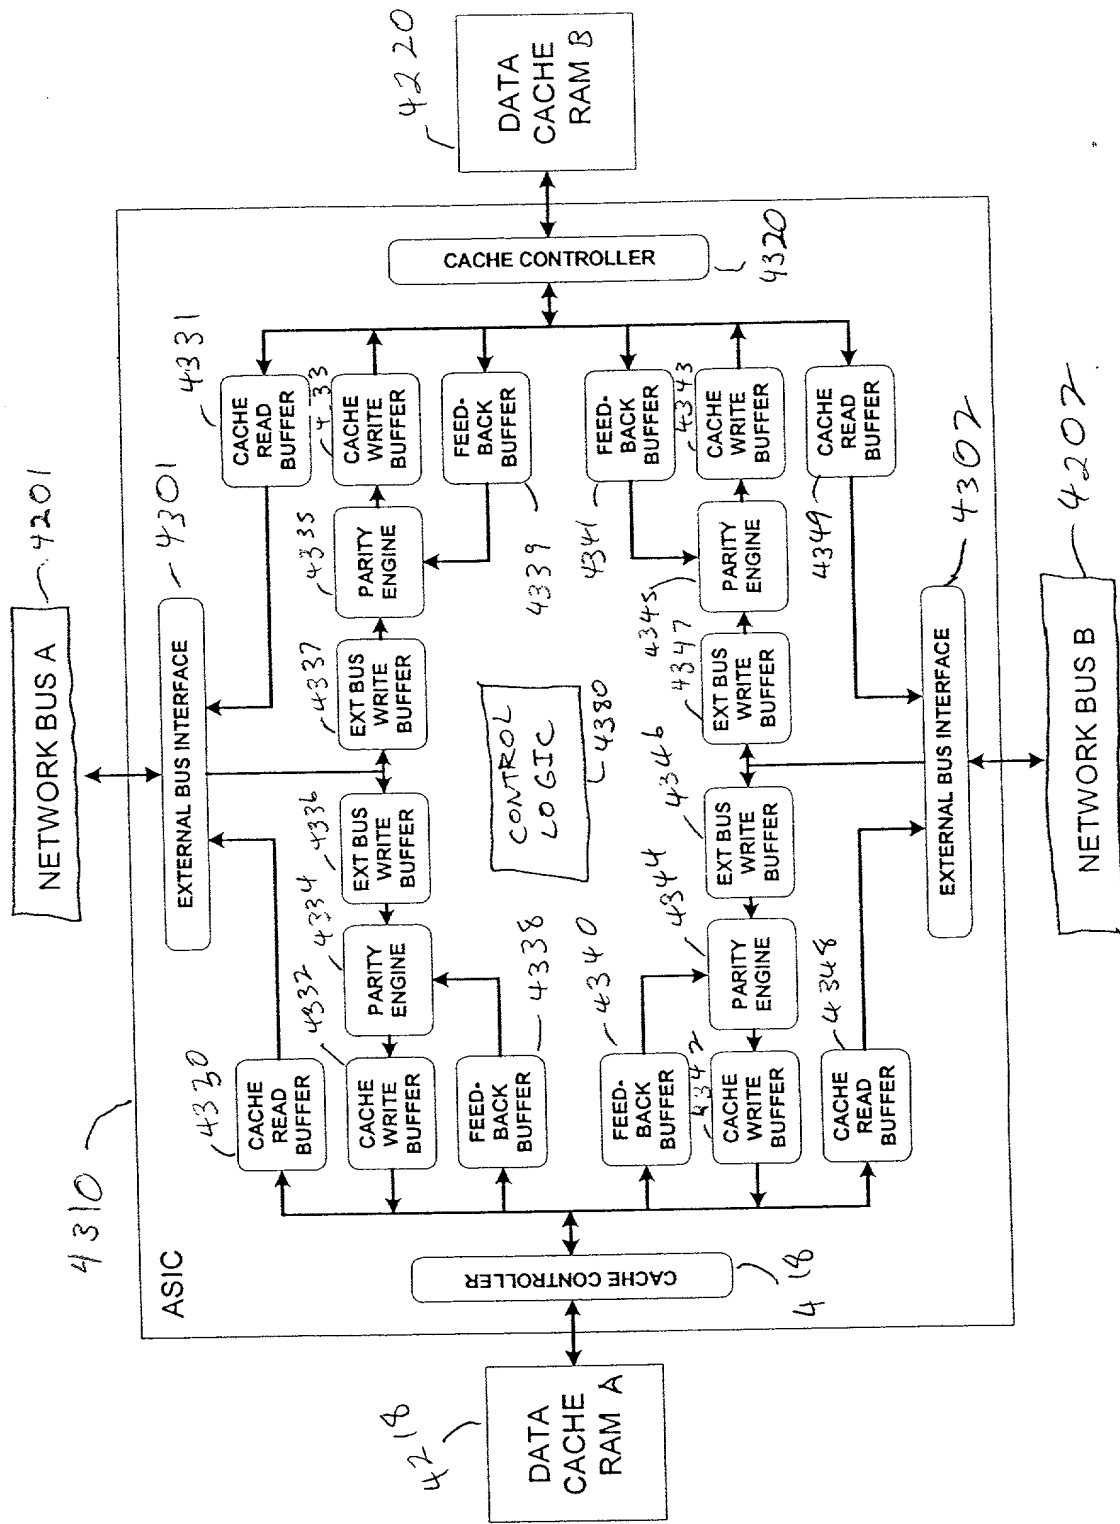 NETWORK BUS A
4201
4310
ASIC
EXTERNAL BUS INTERFACE
4301
4330
CACHE
READ
BUFFER
4331
CACHE
READ
BUFFER
4332
CACHE
WRITE
BUFFER
4334
PARITY
ENGINE
4336
EXT BUS
WRITE
BUFFER
4337
EXT BUS
WRITE
BUFFER
4335
PARITY
ENGINE
CACHE
WRITE
BUFFER
FEED-
BACK
BUFFER
4338
FEED-
BACK
BUFFER
4339
4218
DATA
CACHE
RAM A
CACHE CONTROLLER
4 18
CONTROL
LOGIC
4380
CACHE CONTROLLER
4320
4220
DATA
CACHE
RAM B
4340
FEED-
BACK
BUFFER
4341
FEED-
BACK
BUFFER
4342
CACHE
WRITE
BUFFER
4344
PARITY
ENGINE
4346
EXT BUS
WRITE
BUFFER
4347
EXT BUS
WRITE
BUFFER
4345
PARITY
ENGINE
4343
CACHE
WRITE
BUFFER
4348
CACHE
READ
BUFFER
4349
CACHE
READ
BUFFER
EXTERNAL BUS INTERFACE
4302
NETWORK BUS B
4202